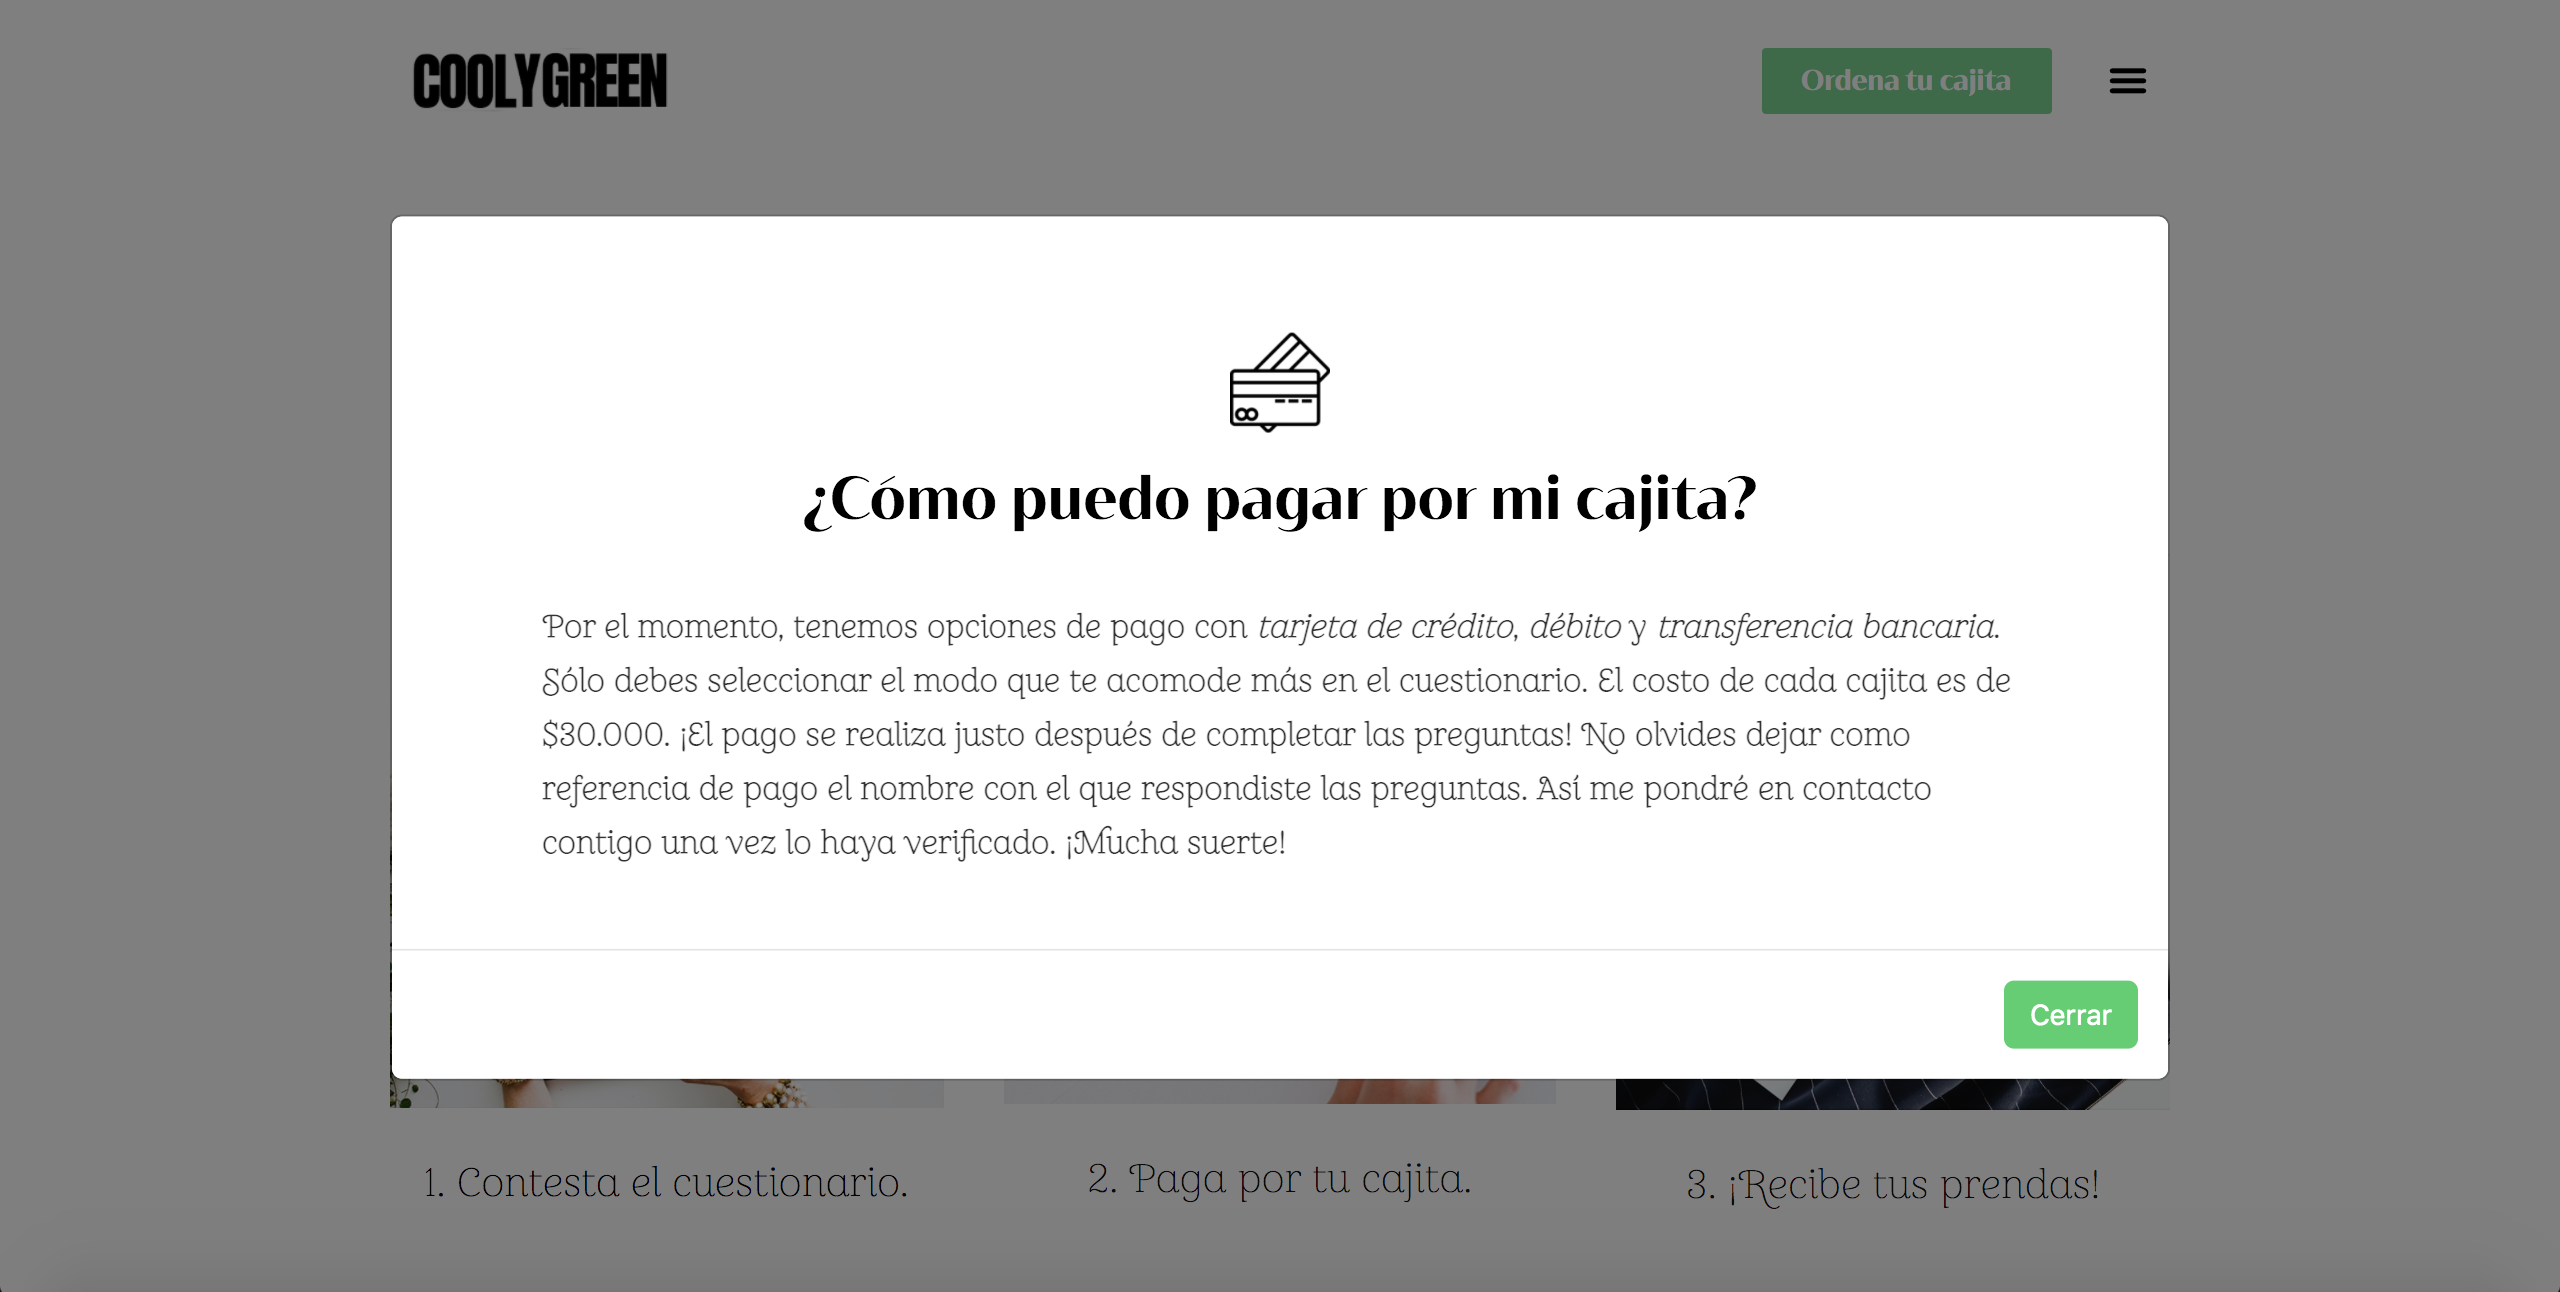 COOLYGREEN
Ordena tu cajita
¿Cómo puedo pagar por mi cajita?
Por el momento, tenemos opciones de pago con tarjeta de crédito, débito y transferencia bancaria.
Sólo debes seleccionar el modo que te acomode más en el cuestionario. El costo de cada cajita es de
$30.000. ¡El pago se realiza justo después de completar las preguntas! No olvides dejar como
referencia de pago el nombre con el que respondiste las preguntas. Así me pondré en contacto
contigo una vez lo haya verificado. ¡Mucha suerte!
Cerrar
1. Contesta el cuestionario.
2. Paga por tu cajita.
3. ¡Recibe tus prendas!